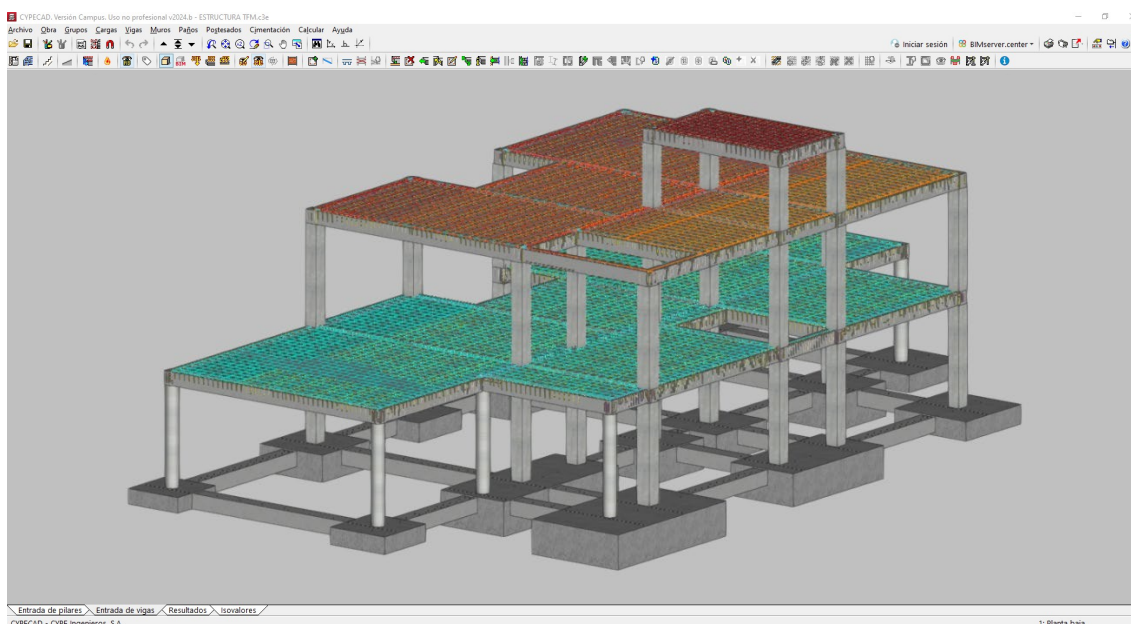 CYPECAD. Versión Campus. Uso no profesional v2024.b - ESTRUCTURA TFM.c3e
Archivo Obra Grupos Cargas Vigas Muros Paños Postesados Cimentación Calcular Ayuda
Iniciar sesión BIMserver.center
Entrada de pilares Entrada de vigas Resultados Isovalores
CYPECAD - CYPE Ingenieros, S.A. 1: Planta baja